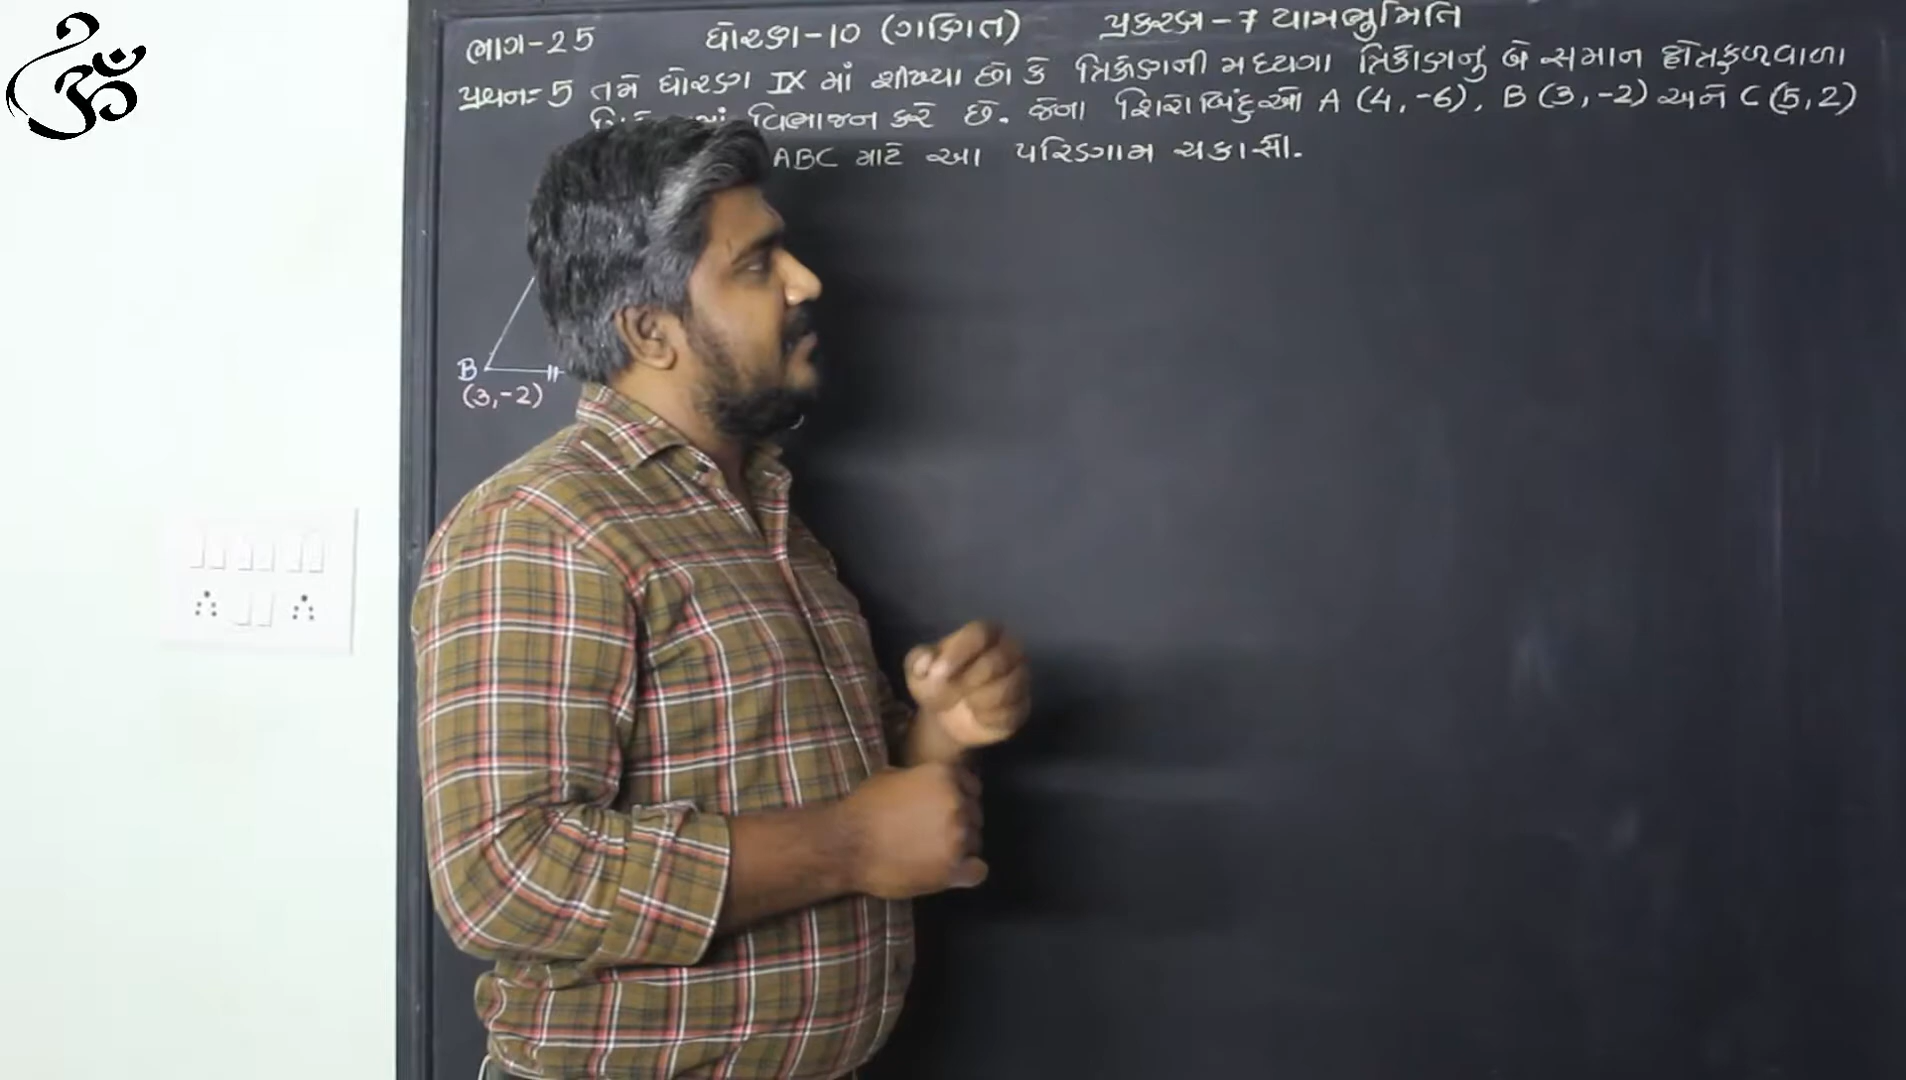 ભાગ-25 ધોરણ-10 (ગણિત) પ્રકરણ-7 યામભૂમિતિ
પ્રશ્ન:5 તમે ધોરણ IX માં શીખ્યા છો કે ત્રિકોણની મધ્યગા ત્રિકોણનું બે સમાન ક્ષેત્રફળવાળા
વિભાજન કરે છે. જેના શિરોબિંદુઓ A (4,-6), B (3,-2) અને C (5,2)
ABC માટે આ પરિણામ ચકાસો.
B
(3,-2)
ૐ